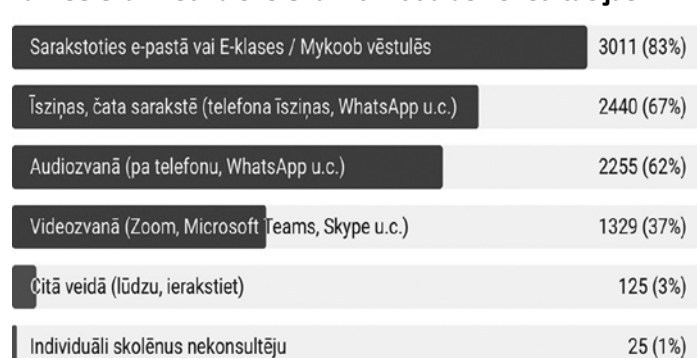 Sarakstoties e-pastā vai E-klases / Mykoob vēstulēs 3011 (83%)
Īsziņas, čata sarakstē (telefona īsziņas, WhatsApp u.c.) 2440 (67%)
Audiozvanā (pa telefonu, WhatsApp u.c.) 2255 (62%)
Videozvanā (Zoom, Microsoft Teams, Skype u.c.) 1329 (37%)
Citā veidā (lūdzu, ierakstiet) 125 (3%)
Individuāli skolēnus nekonsultēju 25 (1%)